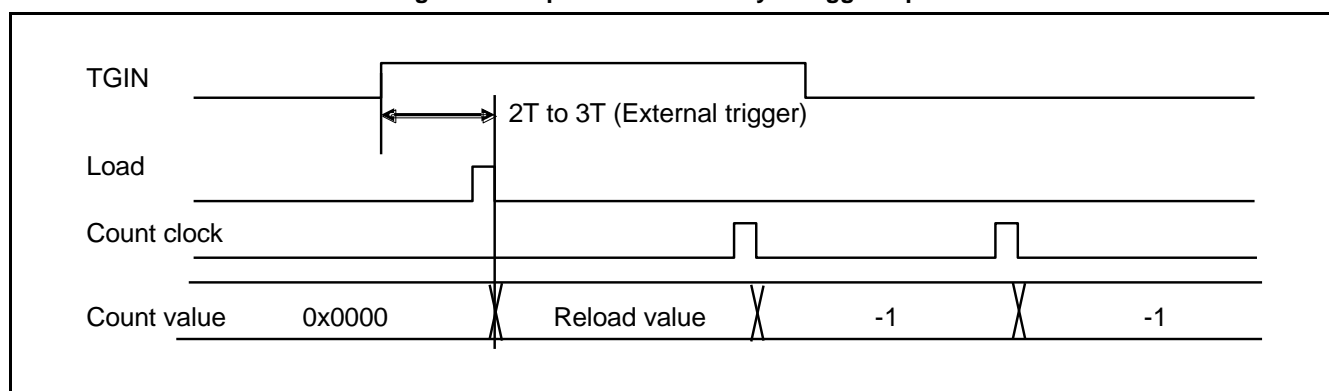 TGIN
2T to 3T (External trigger)
Load
Count clock
Count value 0x0000 Reload value -1 -1